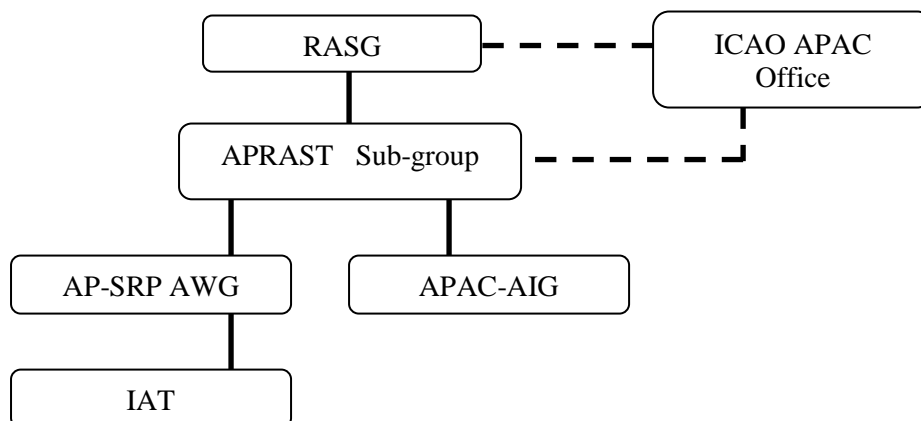 RASG
ICAO APAC
Office
APRAST Sub-group
AP-SRP AWG
APAC-AIG
IAT